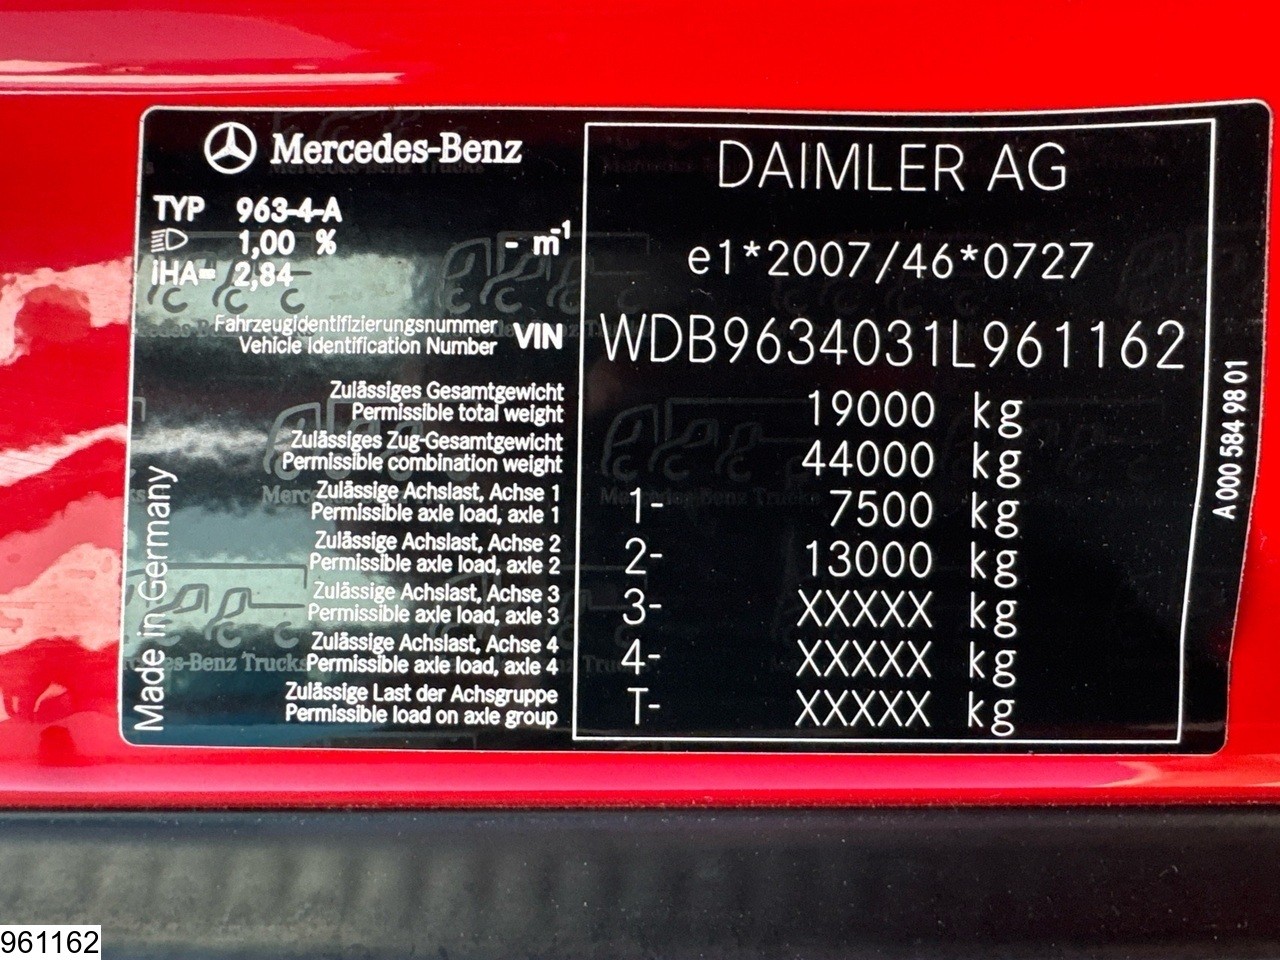 Mercedes-Benz
TYP 963-4-A
1,00 % - m-1
iHA= 2,84
Fahrzeugidentifizierungsnummer
Vehicle Identification Number VIN
Zulässiges Gesamtgewicht
Permissible total weight
Zulässiges Zug-Gesamtgewicht
Permissible combination weight
Zulässige Achslast, Achse 1
Permissible axle load, axle 1
Zulässige Achslast, Achse 2
Permissible axle load, axle 2
Zulässige Achslast, Achse 3
Permissible axle load, axle 3
Zulässige Achslast, Achse 4
Permissible axle load, axle 4
Zulässige Last der Achsgruppe
Permissible load on axle group
Made in Germany
DAIMLER AG
e1*2007/46*0727
WDB9634031L961162
19000 kg
44000 kg
1- 7500 kg
2- 13000 kg
3- XXXXX kg
4- XXXXX kg
T- XXXXX kg
A 000 584 98 01
961162